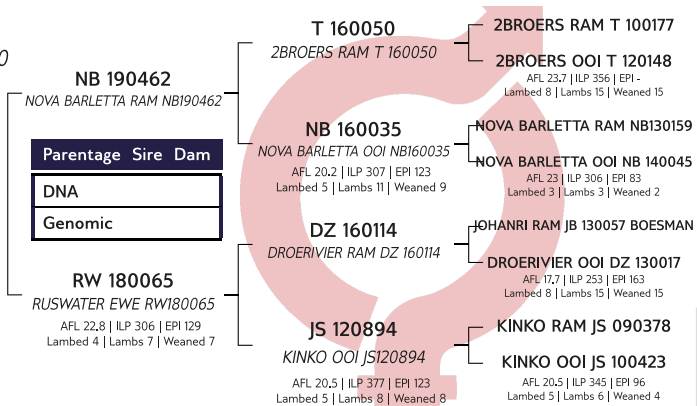 0
NB 190462
NOVA BARLETTA RAM NB190462
Parentage Sire Dam
DNA
Genomic
RW 180065
RUSWATER EWE RW180065
AFL 22.8 | ILP 306 | EPI 129
Lambed 4 | Lambs 7 | Weaned 7
T 160050
2BROERS RAM T 160050
NB 160035
NOVA BARLETTA OOI NB160035
AFL 20.2 | ILP 307 | EPI 123
Lambed 5 | Lambs 11 | Weaned 9
DZ 160114
DROERIVIER RAM DZ 160114
JS 120894
KINKO OOI JS120894
AFL 20.5 | ILP 377 | EPI 123
Lambed 5 | Lambs 8 | Weaned 8
2BROERS RAM T 100177
2BROERS OOI T 120148
AFL 23.7 | ILP 356 | EPI -
Lambed 8 | Lambs 15 | Weaned 15
NOVA BARLETTA RAM NB130159
NOVA BARLETTA OOI NB 140045
AFL 23 | ILP 306 | EPI 83
Lambed 3 | Lambs 3 | Weaned 2
JOHANRI RAM JB 130057 BOESMAN
DROERIVIER OOI DZ 130017
AFL 17.7 | ILP 253 | EPI 163
Lambed 8 | Lambs 15 | Weaned 15
KINKO RAM JS 090378
KINKO OOI JS 100423
AFL 20.5 | ILP 345 | EPI 96
Lambed 5 | Lambs 6 | Weaned 4